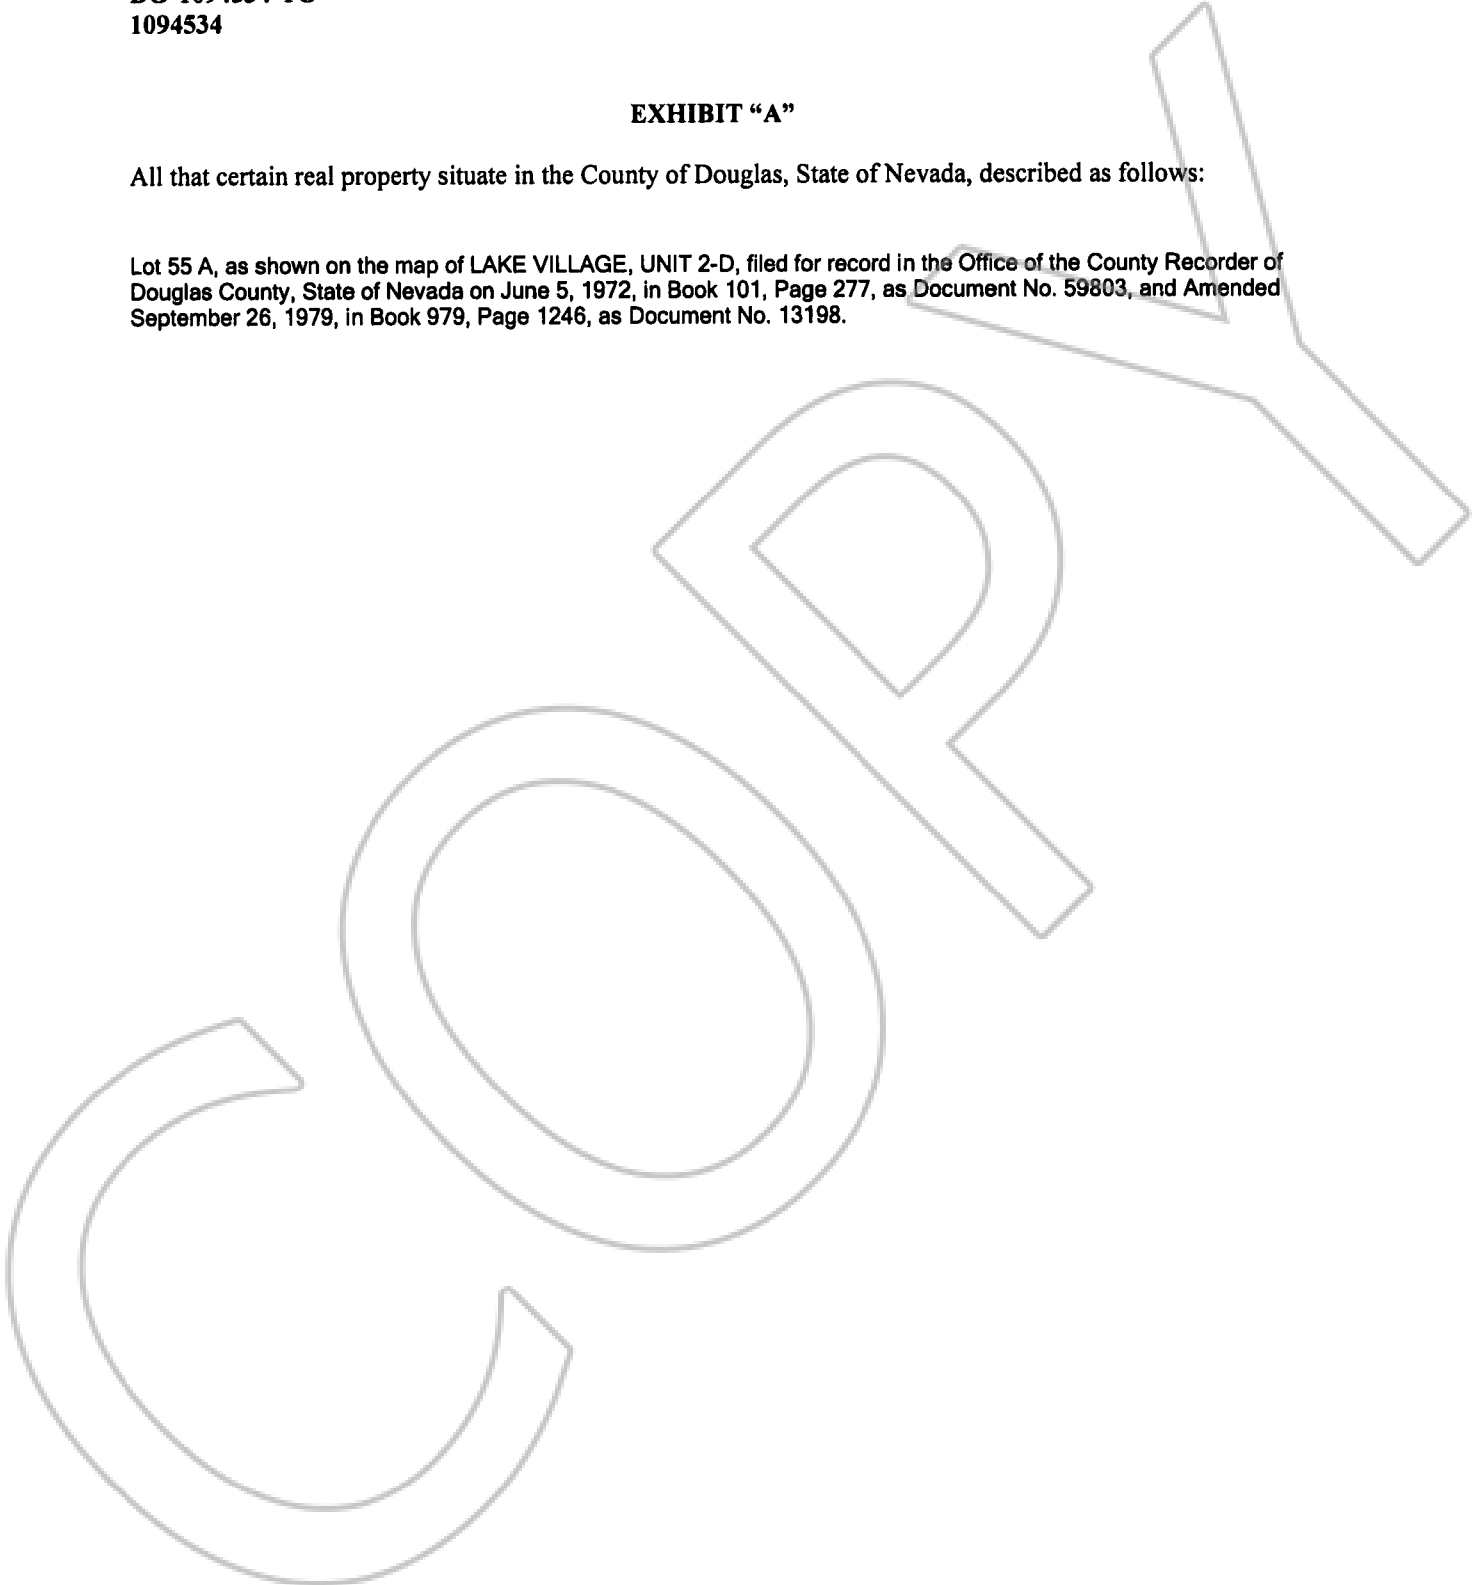 1094534
EXHIBIT “A”
All that certain real property situate in the County of Douglas, State of Nevada, described as follows:
Lot 55 A, as shown on the map of LAKE VILLAGE, UNIT 2-D, filed for record in the Office of the County Recorder of
Douglas County, State of Nevada on June 5, 1972, in Book 101, Page 277, as Document No. 59803, and Amended
September 26, 1979, in Book 979, Page 1246, as Document No. 13198.
COPY